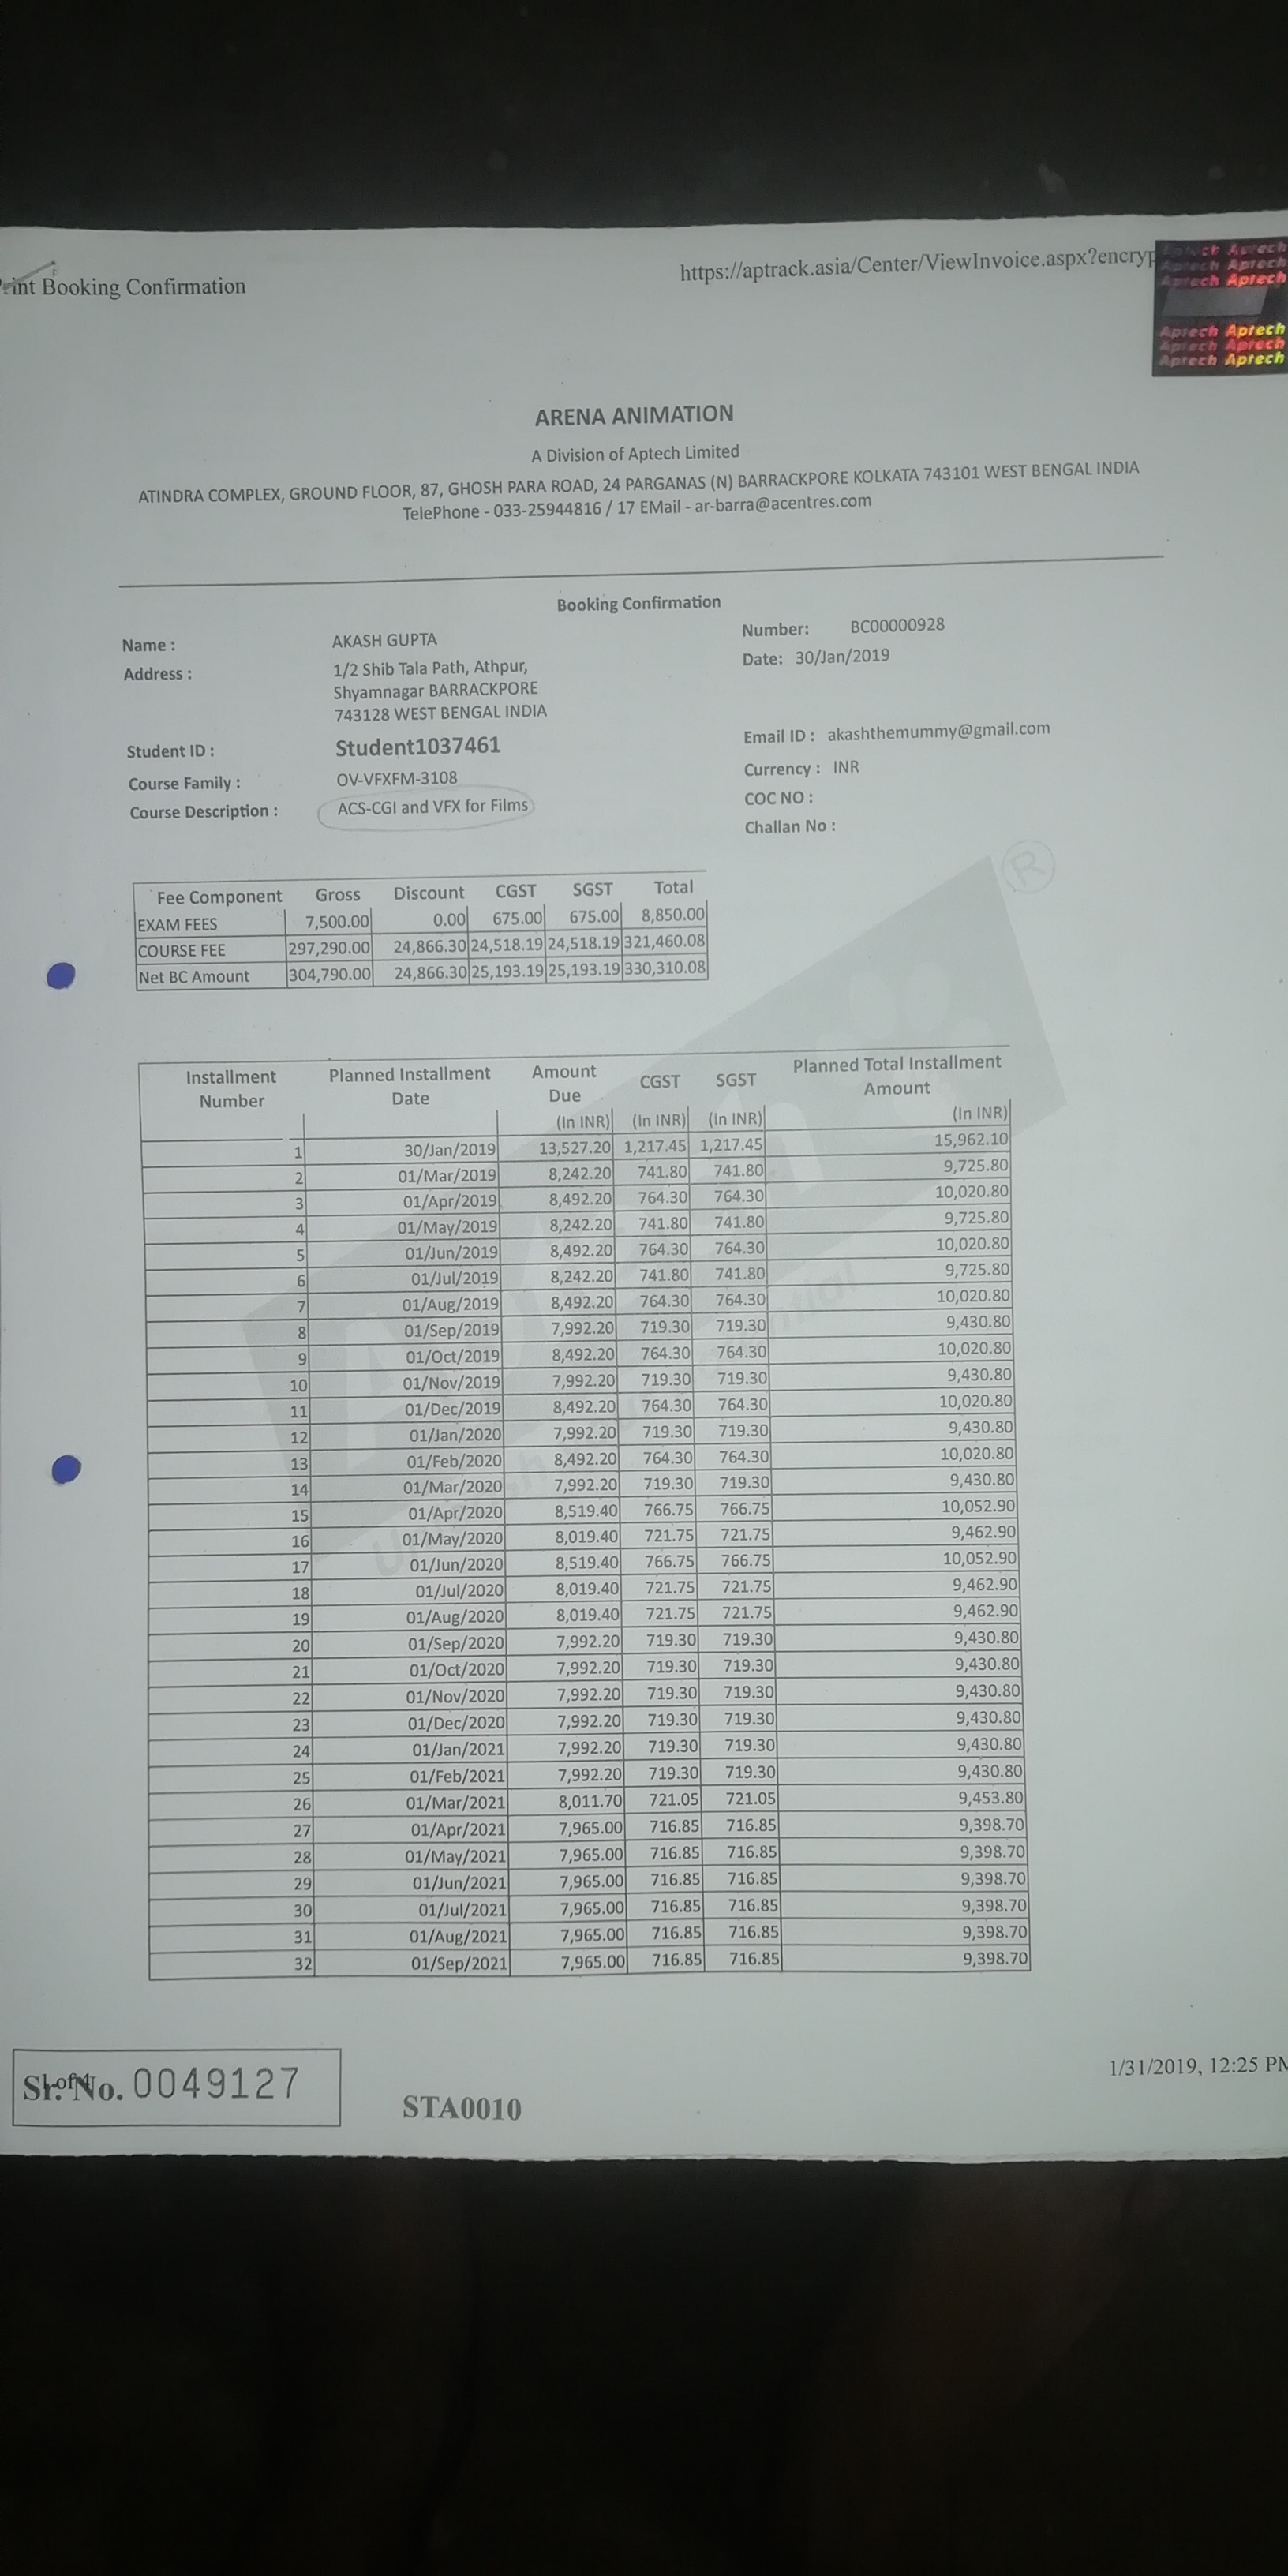 rint Booking Confirmation
https://aptrack.asia/Center/ViewInvoice.aspx?encryp
Aptech Aptech
Aptech Aptech
Aptech Aptech
Aptech Aptech
Aptech Aptech
Aptech Aptech
ARENA ANIMATION
A Division of Aptech Limited
ATINDRA COMPLEX, GROUND FLOOR, 87, GHOSH PARA ROAD, 24 PARGANAS (N) BARRACKPORE KOLKATA 743101 WEST BENGAL INDIA
TelePhone - 033-25944816 / 17 EMail - ar-barra@acentres.com
Booking Confirmation
Name : AKASH GUPTA Number: BC00000928
Address : 1/2 Shib Tala Path, Athpur, Date: 30/Jan/2019
Shyamnagar BARRACKPORE
743128 WEST BENGAL INDIA
Student ID : Student1037461 Email ID : akashthemummy@gmail.com
Course Family : OV-VFXFM-3108 Currency : INR
Course Description : ACS-CGI and VFX for Films COC NO :
Challan No :
Fee Component Gross Discount CGST SGST Total
EXAM FEES 7,500.00 0.00 675.00 675.00 8,850.00
COURSE FEE 297,290.00 24,866.30 24,518.19 24,518.19 321,460.08
Net BC Amount 304,790.00 24,866.30 25,193.19 25,193.19 330,310.08
Installment Number Planned Installment Date Amount Due CGST SGST Planned Total Installment Amount
(In INR) (In INR) (In INR) (In INR)
1 30/Jan/2019 13,527.20 1,217.45 1,217.45 15,962.10
2 01/Mar/2019 8,242.20 741.80 741.80 9,725.80
3 01/Apr/2019 8,492.20 764.30 764.30 10,020.80
4 01/May/2019 8,242.20 741.80 741.80 9,725.80
5 01/Jun/2019 8,492.20 764.30 764.30 10,020.80
6 01/Jul/2019 8,242.20 741.80 741.80 9,725.80
7 01/Aug/2019 8,492.20 764.30 764.30 10,020.80
8 01/Sep/2019 7,992.20 719.30 719.30 9,430.80
9 01/Oct/2019 8,492.20 764.30 764.30 10,020.80
10 01/Nov/2019 7,992.20 719.30 719.30 9,430.80
11 01/Dec/2019 8,492.20 764.30 764.30 10,020.80
12 01/Jan/2020 7,992.20 719.30 719.30 9,430.80
13 01/Feb/2020 8,492.20 764.30 764.30 10,020.80
14 01/Mar/2020 7,992.20 719.30 719.30 9,430.80
15 01/Apr/2020 8,519.40 766.75 766.75 10,052.90
16 01/May/2020 8,019.40 721.75 721.75 9,462.90
17 01/Jun/2020 8,519.40 766.75 766.75 10,052.90
18 01/Jul/2020 8,019.40 721.75 721.75 9,462.90
19 01/Aug/2020 8,019.40 721.75 721.75 9,462.90
20 01/Sep/2020 7,992.20 719.30 719.30 9,430.80
21 01/Oct/2020 7,992.20 719.30 719.30 9,430.80
22 01/Nov/2020 7,992.20 719.30 719.30 9,430.80
23 01/Dec/2020 7,992.20 719.30 719.30 9,430.80
24 01/Jan/2021 7,992.20 719.30 719.30 9,430.80
25 01/Feb/2021 7,992.20 719.30 719.30 9,430.80
26 01/Mar/2021 8,011.70 721.05 721.05 9,453.80
27 01/Apr/2021 7,965.00 716.85 716.85 9,398.70
28 01/May/2021 7,965.00 716.85 716.85 9,398.70
29 01/Jun/2021 7,965.00 716.85 716.85 9,398.70
30 01/Jul/2021 7,965.00 716.85 716.85 9,398.70
31 01/Aug/2021 7,965.00 716.85 716.85 9,398.70
32 01/Sep/2021 7,965.00 716.85 716.85 9,398.70
Sr. No. 0049127
STA0010
1/31/2019, 12:25 PM